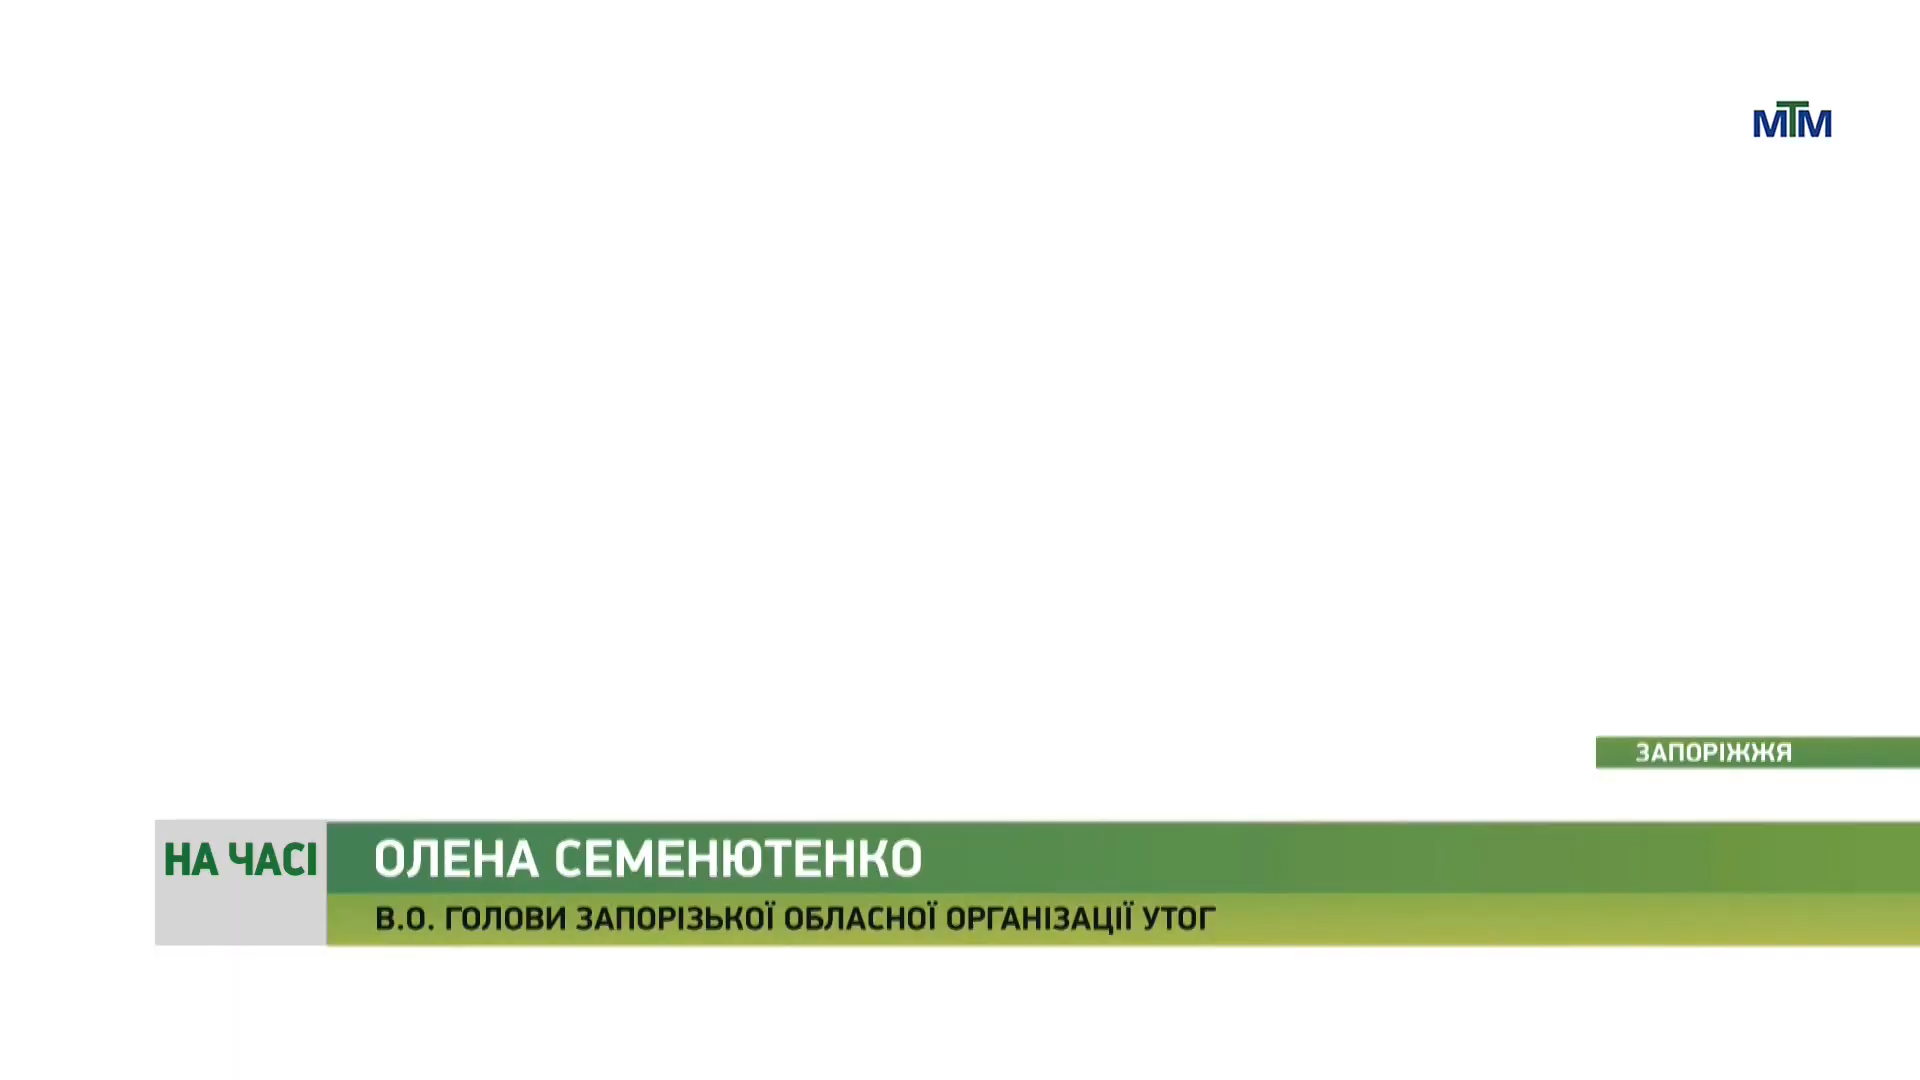 МТМ
ЗАПОРІЖЖЯ
НА ЧАСІ
ОЛЕНА СЕМЕНЮТЕНКО
В.О. ГОЛОВИ ЗАПОРІЗЬКОЇ ОБЛАСНОЇ ОРГАНІЗАЦІЇ УТОГ